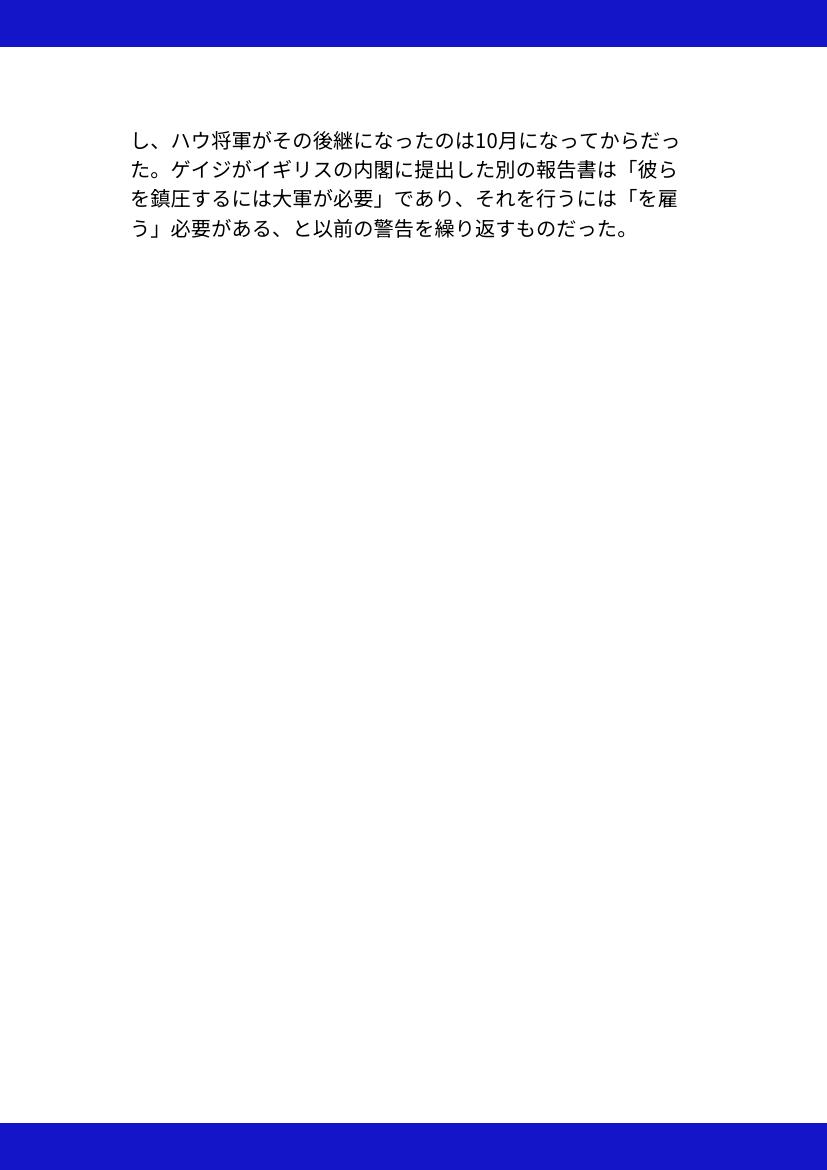 し、ハウ将軍がその後継になったのは10月になってからだっ
た。ゲイジがイギリスの内閣に提出した別の報告書は「彼ら
を鎮圧するには大軍が必要」であり、それを行うには「を雇
う」必要がある、と以前の警告を繰り返すものだった。